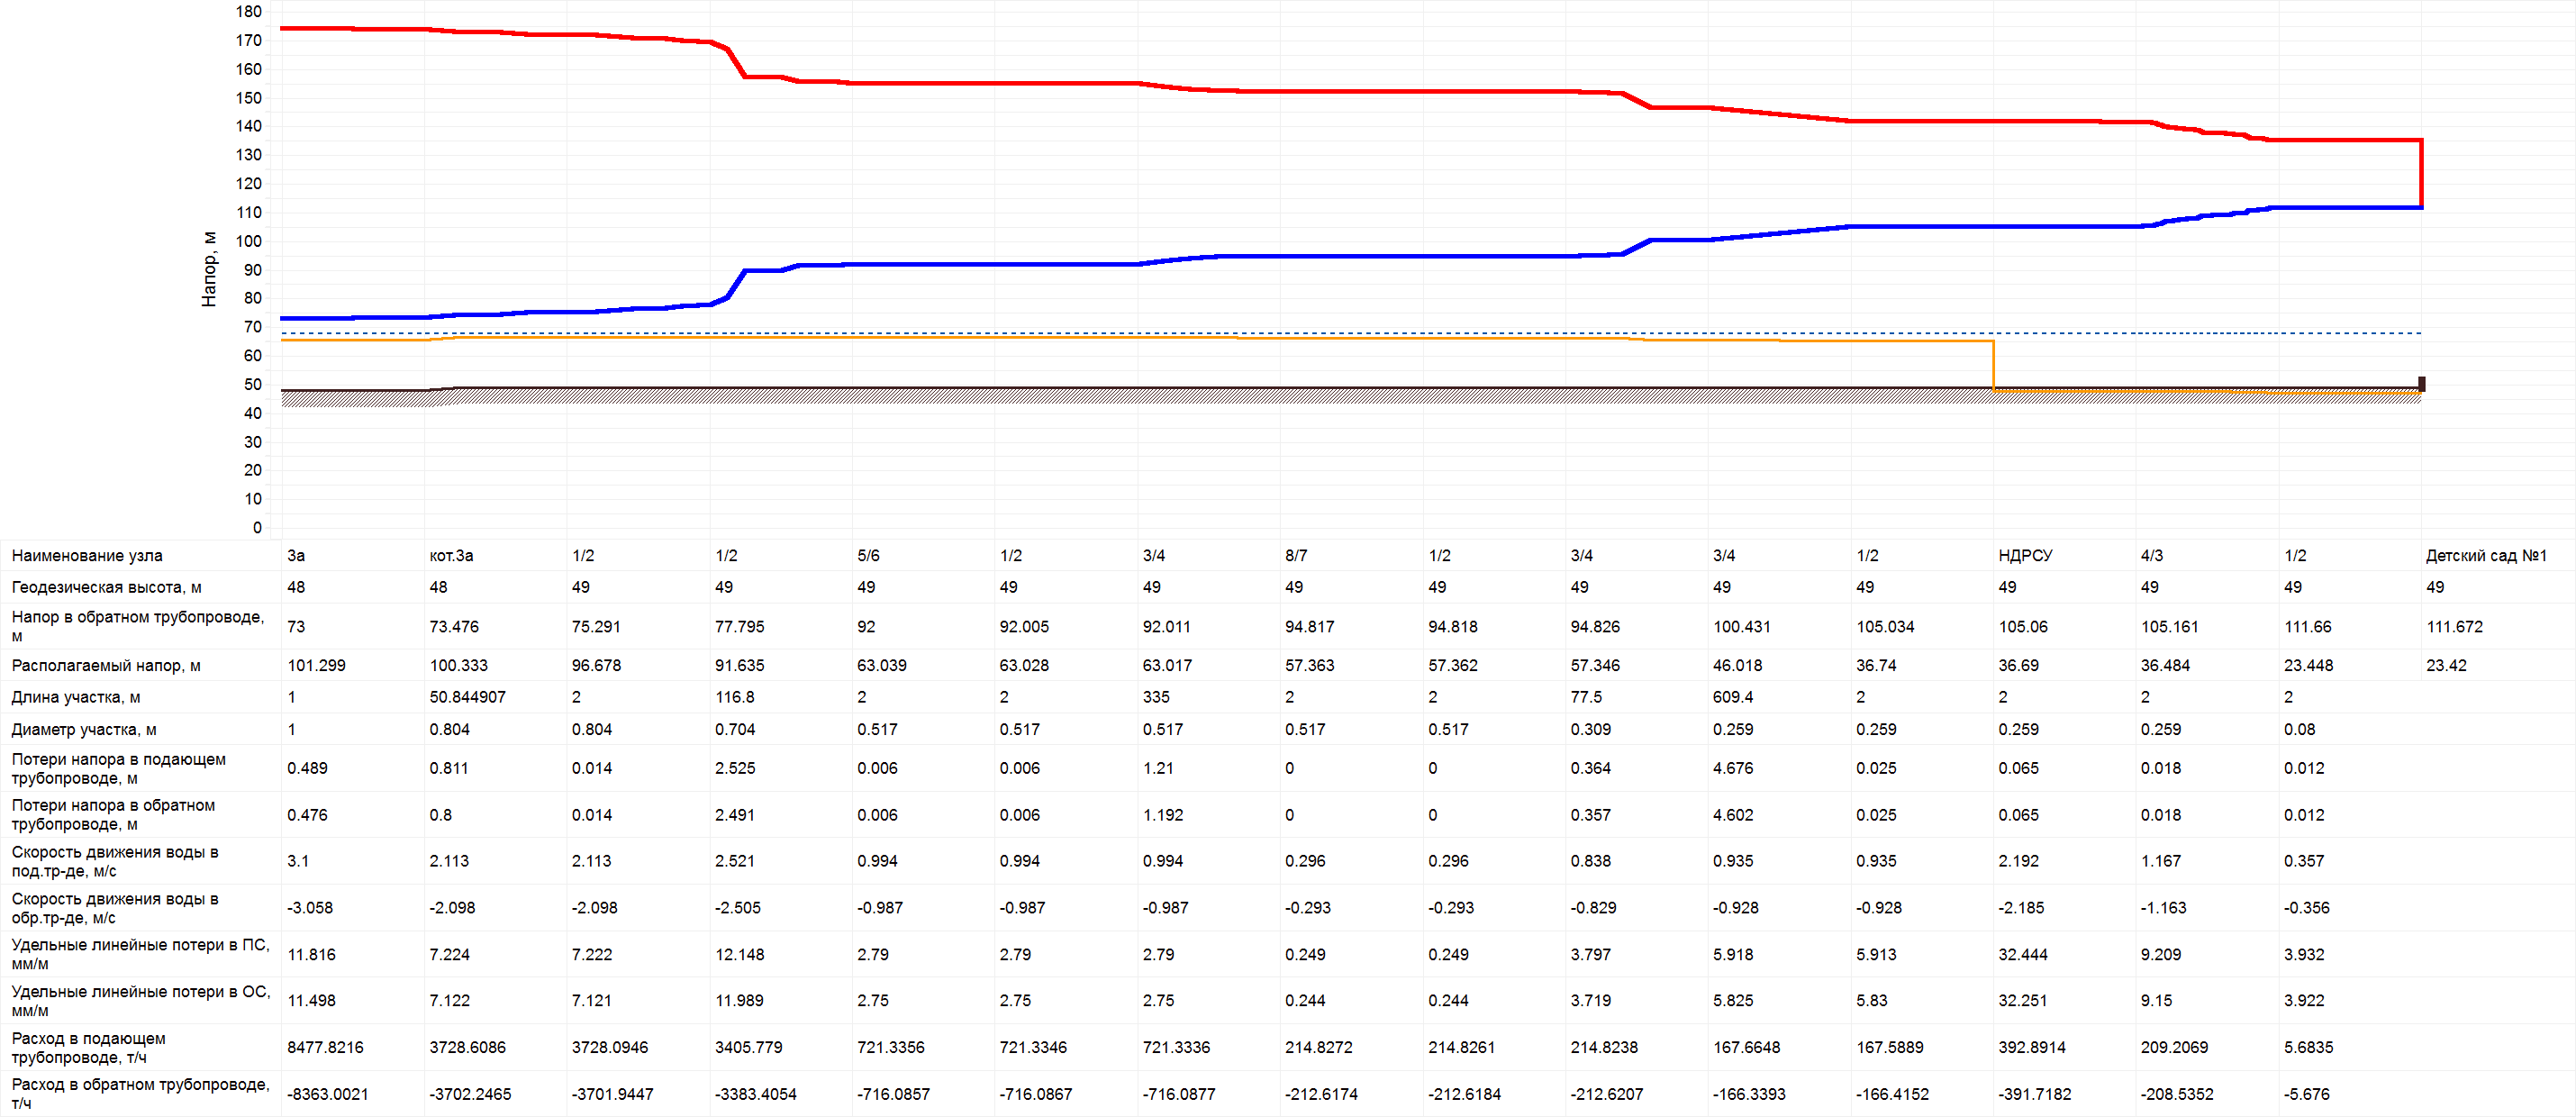 180
170
160
150
140
130
120
110
100
90
80
70
60
50
40
30
20
10
0
Напор, м
Наименование узла 3а кот.3а 1/2 1/2 5/6 1/2 3/4 8/7 1/2 3/4 3/4 1/2 НДРСУ 4/3 1/2 Детский сад №1
Геодезическая высота, м 48 48 49 49 49 49 49 49 49 49 49 49 49 49 49 49
Напор в обратном трубопроводе,
м 73 73.476 75.291 77.795 92 92.005 92.011 94.817 94.818 94.826 100.431 105.034 105.06 105.161 111.66 111.672
Располагаемый напор, м 101.299 100.333 96.678 91.635 63.039 63.028 63.017 57.363 57.362 57.346 46.018 36.74 36.69 36.484 23.448 23.42
Длина участка, м 1 50.844907 2 116.8 2 2 335 2 2 77.5 609.4 2 2 2 2
Диаметр участка, м 1 0.804 0.804 0.704 0.517 0.517 0.517 0.517 0.517 0.309 0.259 0.259 0.259 0.259 0.08
Потери напора в подающем
трубопроводе, м 0.489 0.811 0.014 2.525 0.006 0.006 1.21 0 0 0.364 4.676 0.025 0.065 0.018 0.012
Потери напора в обратном
трубопроводе, м 0.476 0.8 0.014 2.491 0.006 0.006 1.192 0 0 0.357 4.602 0.025 0.065 0.018 0.012
Скорость движения воды в
под.тр-де, м/с 3.1 2.113 2.113 2.521 0.994 0.994 0.994 0.296 0.296 0.838 0.935 0.935 2.192 1.167 0.357
Скорость движения воды в
обр.тр-де, м/с -3.058 -2.098 -2.098 -2.505 -0.987 -0.987 -0.987 -0.293 -0.293 -0.829 -0.928 -0.928 -2.185 -1.163 -0.356
Удельные линейные потери в ПС,
мм/м 11.816 7.224 7.222 12.148 2.79 2.79 2.79 0.249 0.249 3.797 5.918 5.913 32.444 9.209 3.932
Удельные линейные потери в ОС,
мм/м 11.498 7.122 7.121 11.989 2.75 2.75 2.75 0.244 0.244 3.719 5.825 5.83 32.251 9.15 3.922
Расход в подающем
трубопроводе, т/ч 8477.8216 3728.6086 3728.0946 3405.779 721.3356 721.3346 721.3336 214.8272 214.8261 214.8238 167.6648 167.5889 392.8914 209.2069 5.6835
Расход в обратном трубопроводе,
т/ч -8363.0021 -3702.2465 -3701.9447 -3383.4054 -716.0857 -716.0867 -716.0877 -212.6174 -212.6184 -212.6207 -166.3393 -166.4152 -391.7182 -208.5352 -5.676